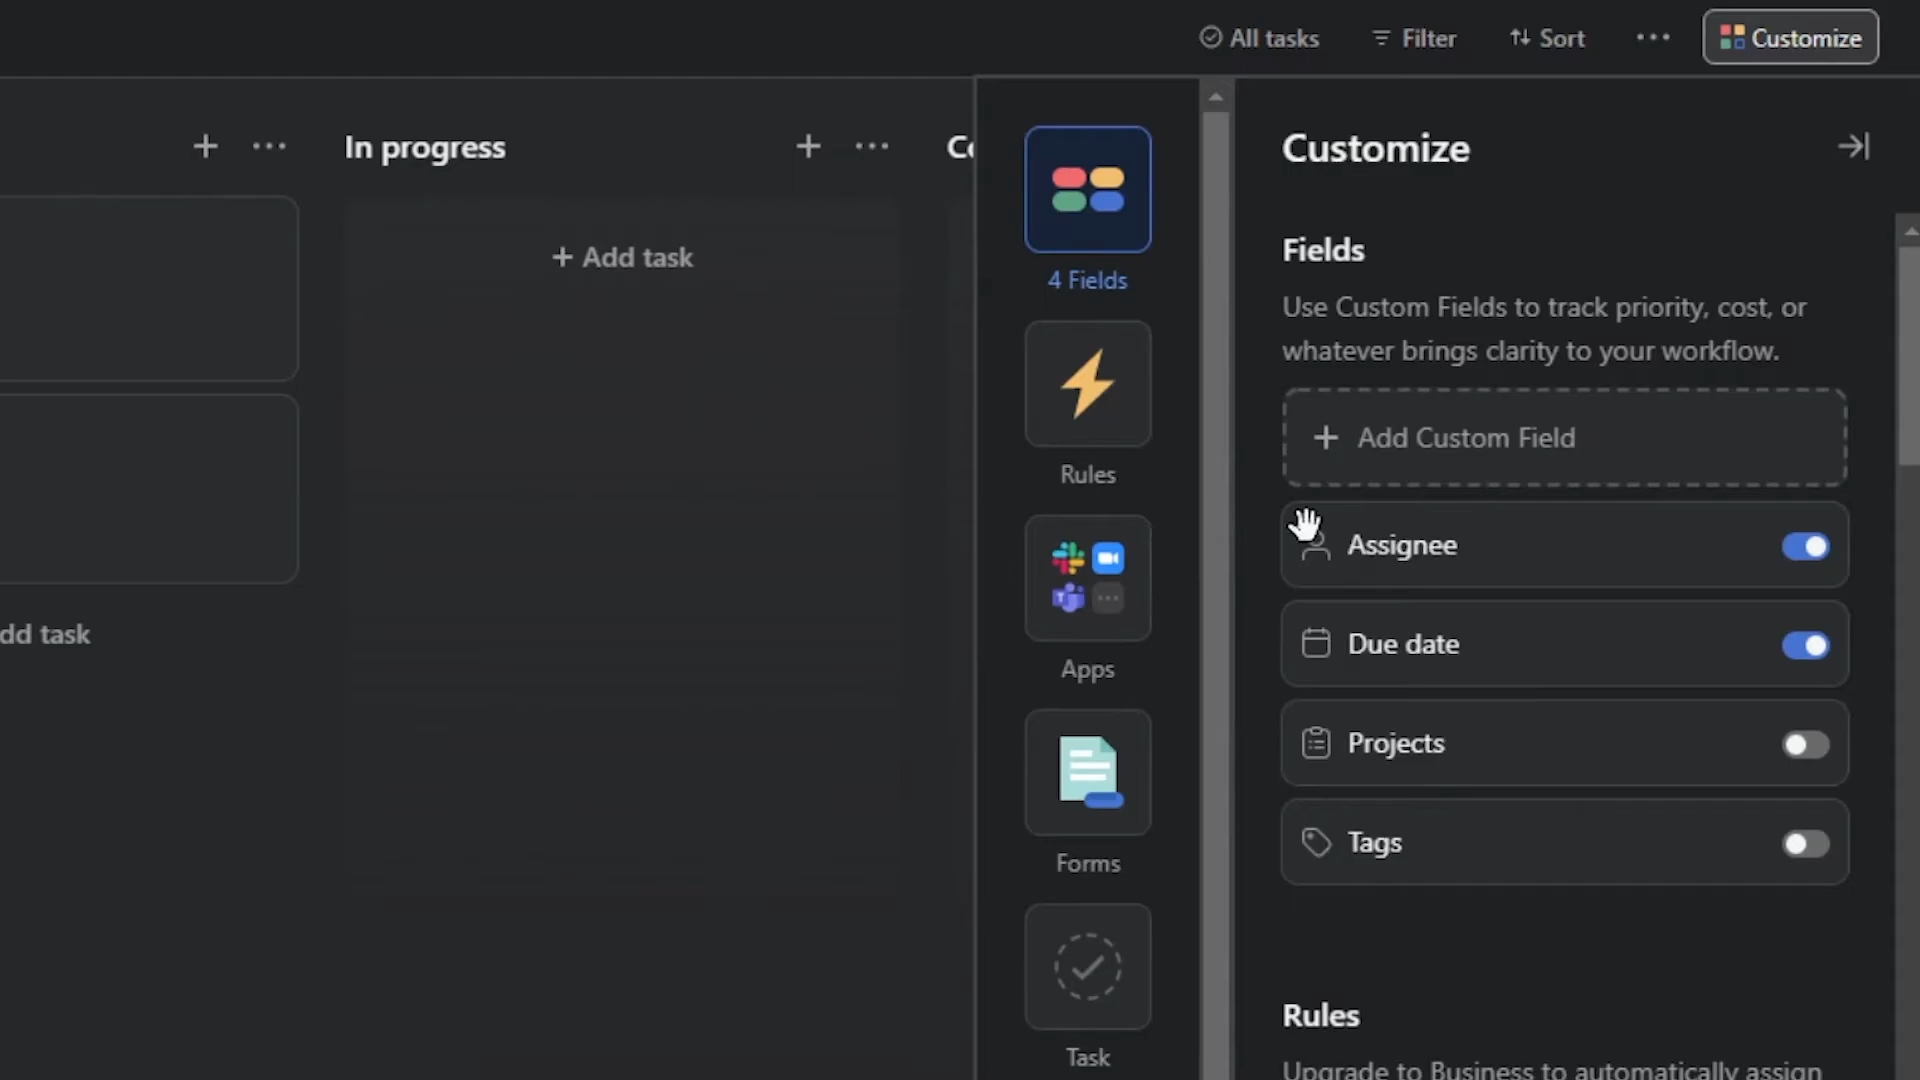 All tasks
Filter
Sort
Customize
In progress
+ Add task
dd task
4 Fields
Rules
Apps
Forms
Task
Customize
Fields
Use Custom Fields to track priority, cost, or
whatever brings clarity to your workflow.
+ Add Custom Field
Assignee
Due date
Projects
Tags
Rules
Upgrade to Business to automatically assign